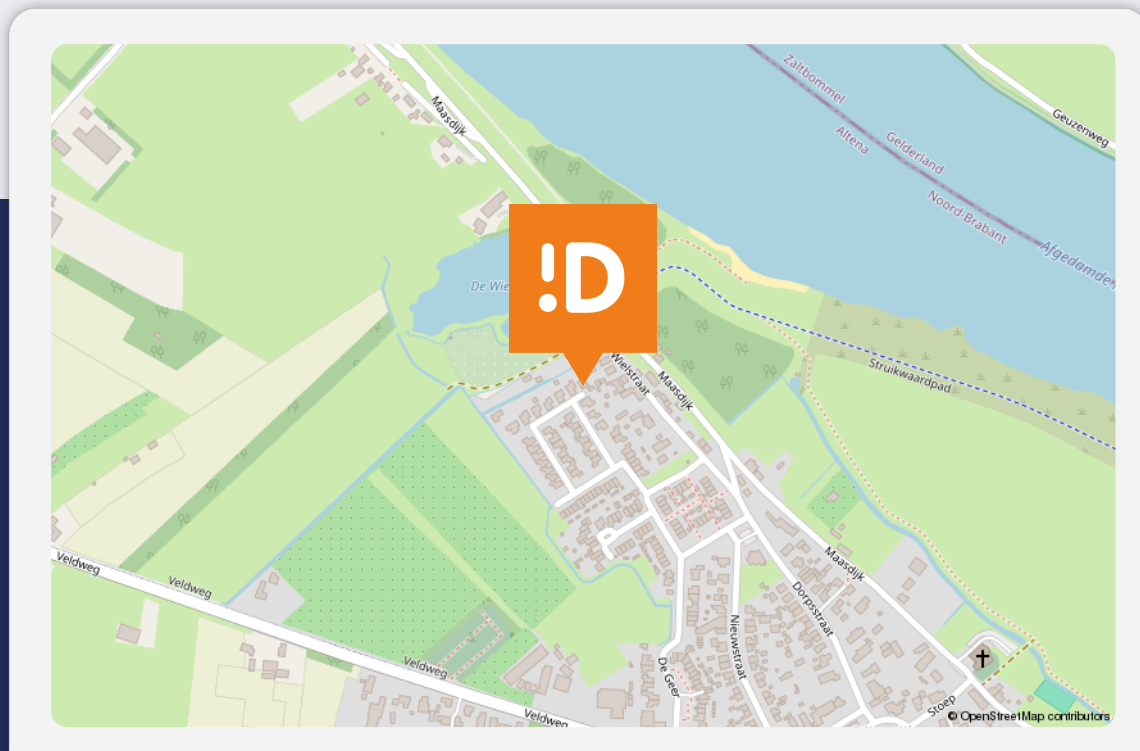 Zaltbommel
Geuzenweg
Maasdijk
Altena
Gelderland
Noord-Brabant
Afgedamde
!D
De Wie
Struikwaardpad
Wielstraat
Maasdijk
Veldweg
Veldweg
Maasdijk
Dorpsstraat
Nieuwstraat
De Geer
Veldweg
Stoep
Veldweg
© OpenStreetMap contributors